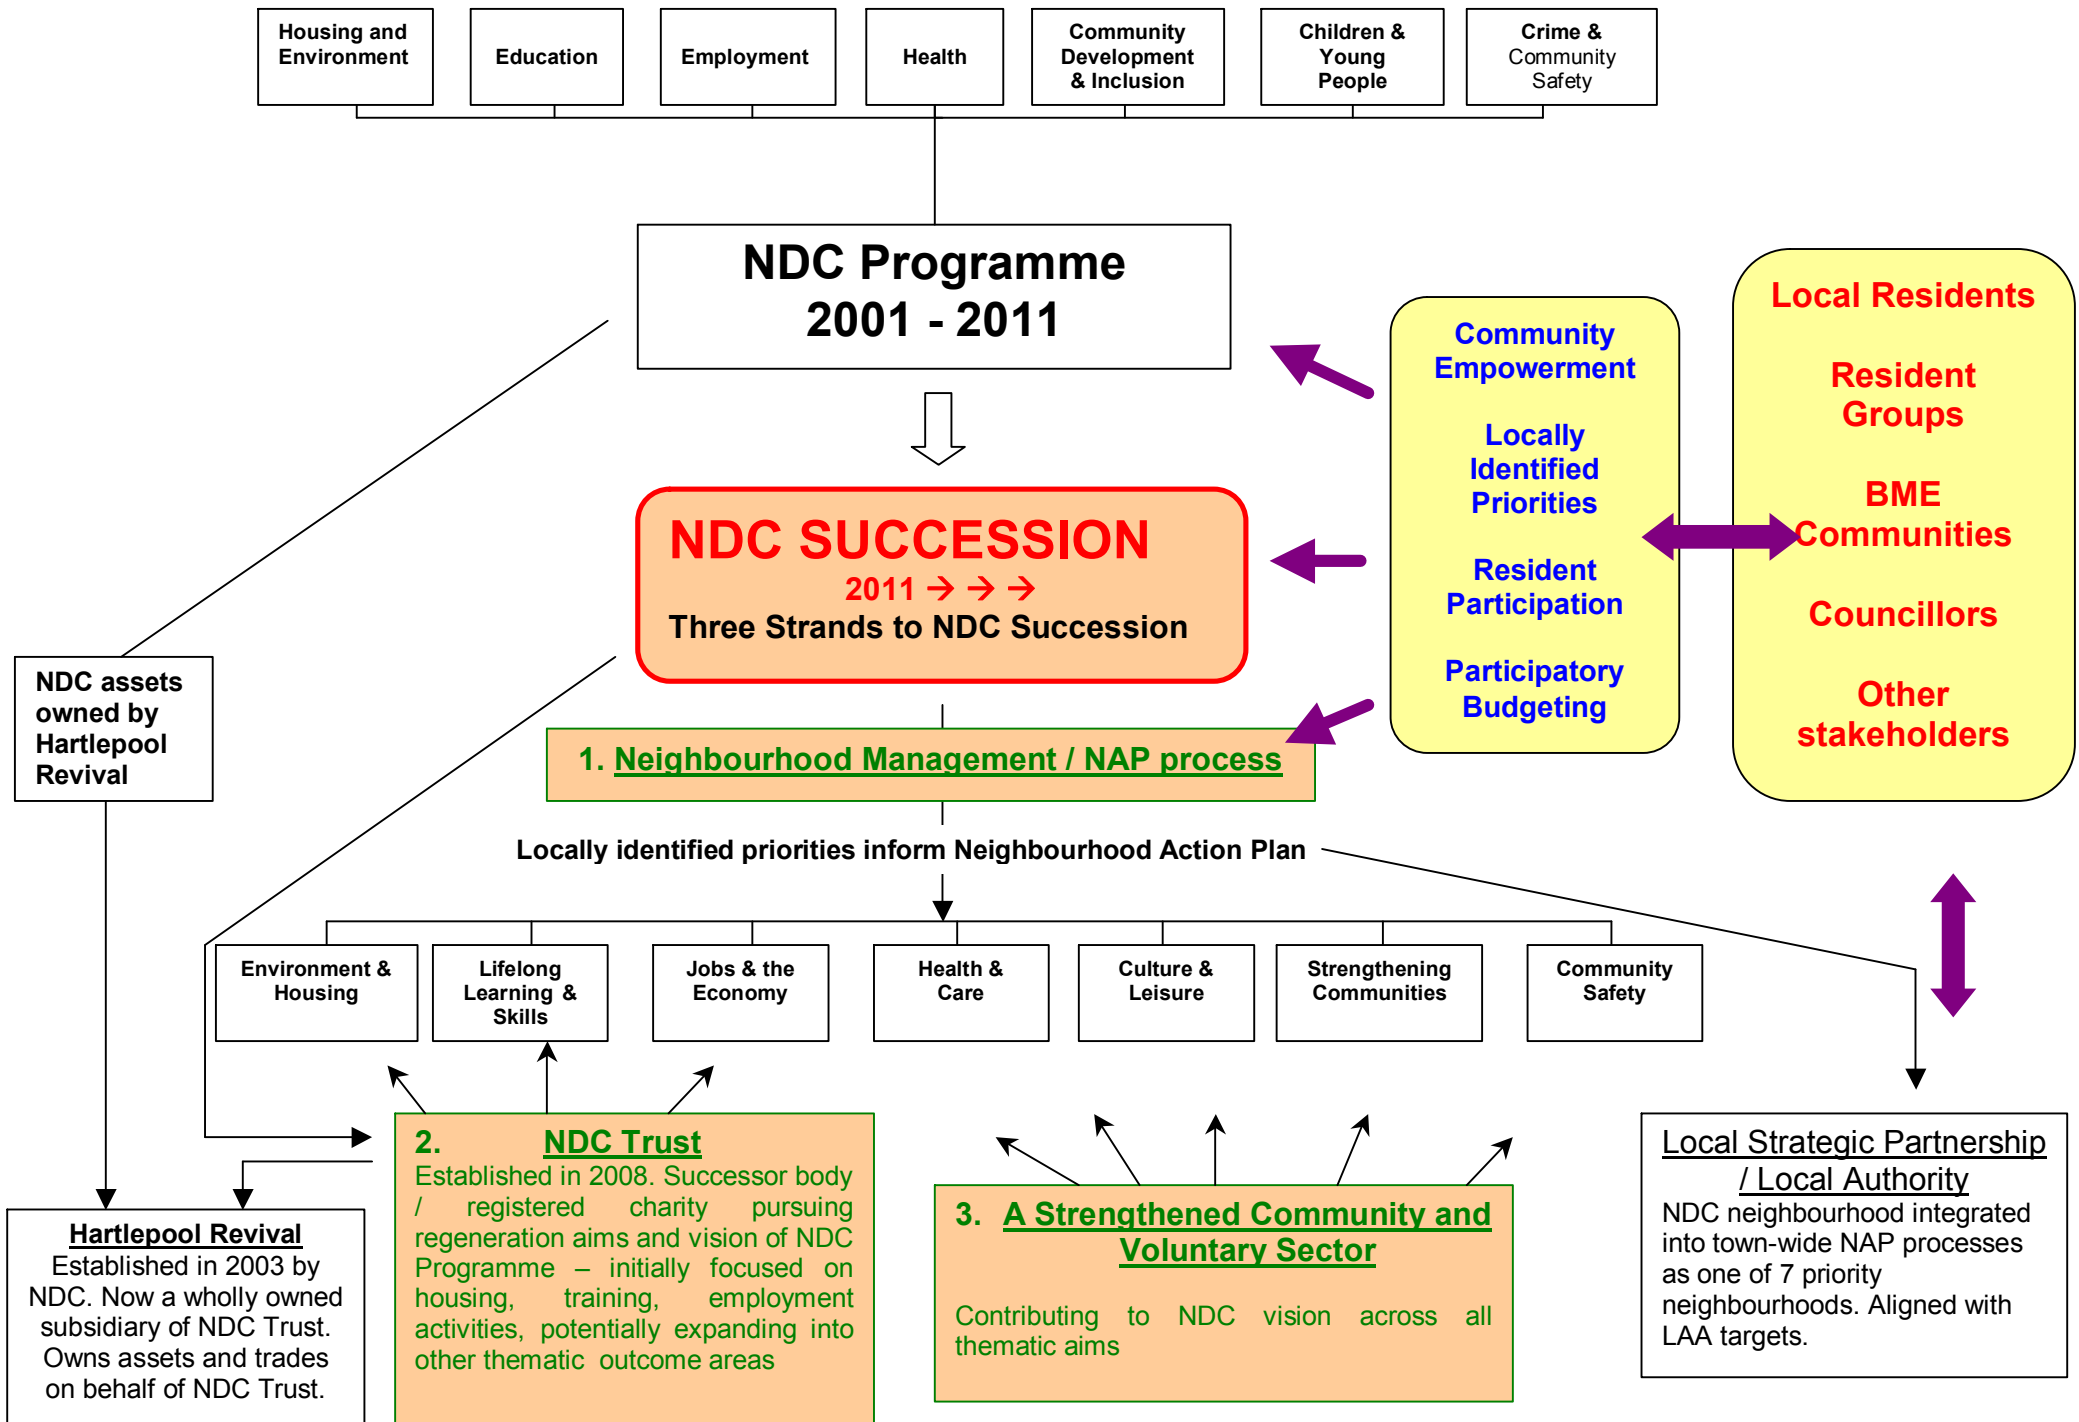 Housing and
Environment
Education
Employment
Health
Community
Development
& Inclusion
Children &
Young
People
Crime &
Community
Safety
NDC Programme
2001 - 2011
Community
Empowerment
Locally
Identified
Priorities
Resident
Participation
Participatory
Budgeting
Local Residents
Resident
Groups
BME
Communities
Councillors
Other
stakeholders
NDC SUCCESSION
2011 → → →
Three Strands to NDC Succession
NDC assets
owned by
Hartlepool
Revival
1. Neighbourhood Management / NAP process
Locally identified priorities inform Neighbourhood Action Plan
Environment &
Housing
Lifelong
Learning &
Skills
Jobs & the
Economy
Health &
Care
Culture &
Leisure
Strengthening
Communities
Community
Safety
Hartlepool Revival
Established in 2003 by
NDC. Now a wholly owned
subsidiary of NDC Trust.
Owns assets and trades
on behalf of NDC Trust.
2. NDC Trust
Established in 2008. Successor body
/ registered charity pursuing
regeneration aims and vision of NDC
Programme – initially focused on
housing, training, employment
activities, potentially expanding into
other thematic outcome areas
3. A Strengthened Community and
Voluntary Sector
Contributing to NDC vision across all
thematic aims
Local Strategic Partnership
/ Local Authority
NDC neighbourhood integrated
into town-wide NAP processes
as one of 7 priority
neighbourhoods. Aligned with
LAA targets.